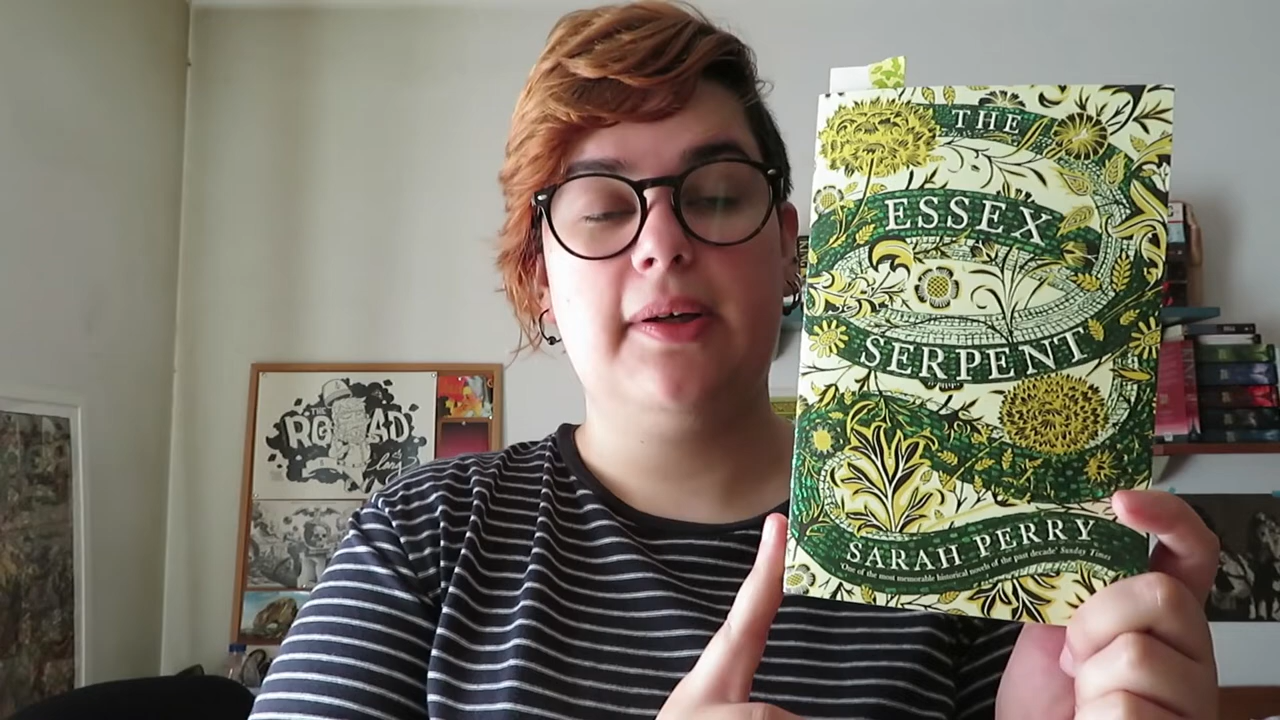 THE
ESSEX
SERPENT
SARAH PERRY
'One of the most memorable historical novels of the past decade' Sunday Times
THE
ROAD